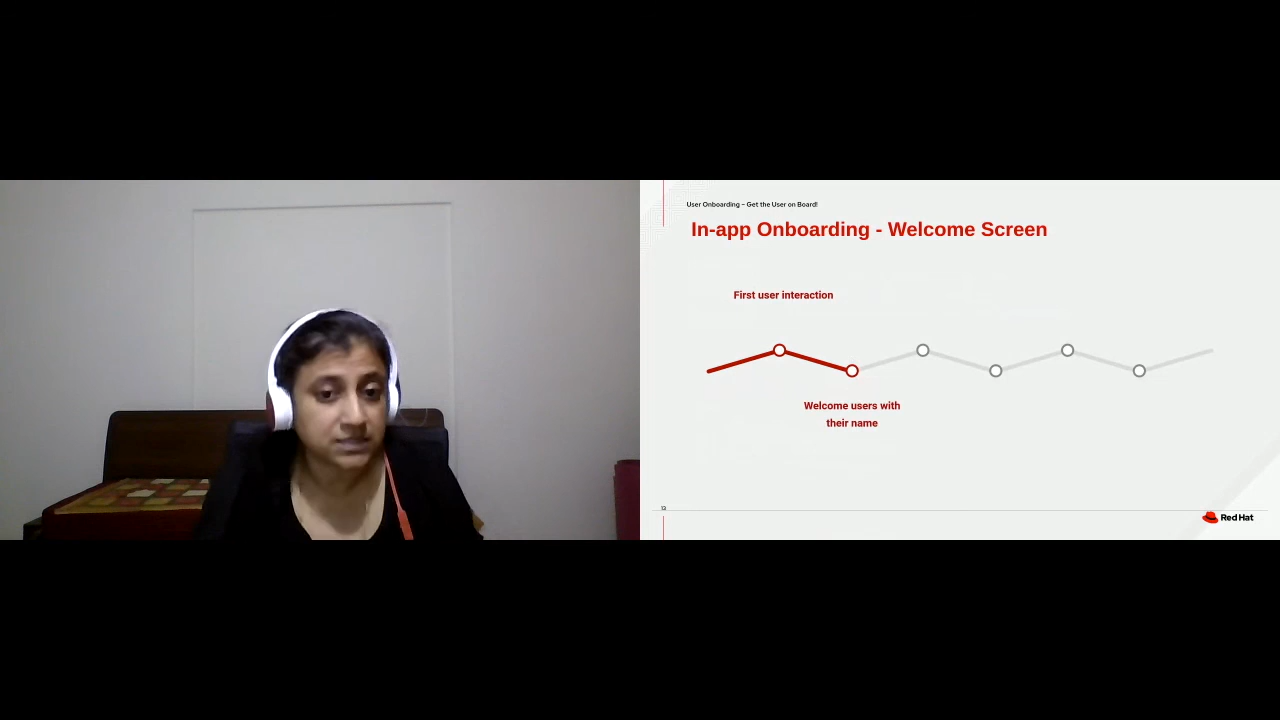 User Onboarding – Get the User on Board!
In-app Onboarding - Welcome Screen
First user interaction
Welcome users with
their name
13
Red Hat